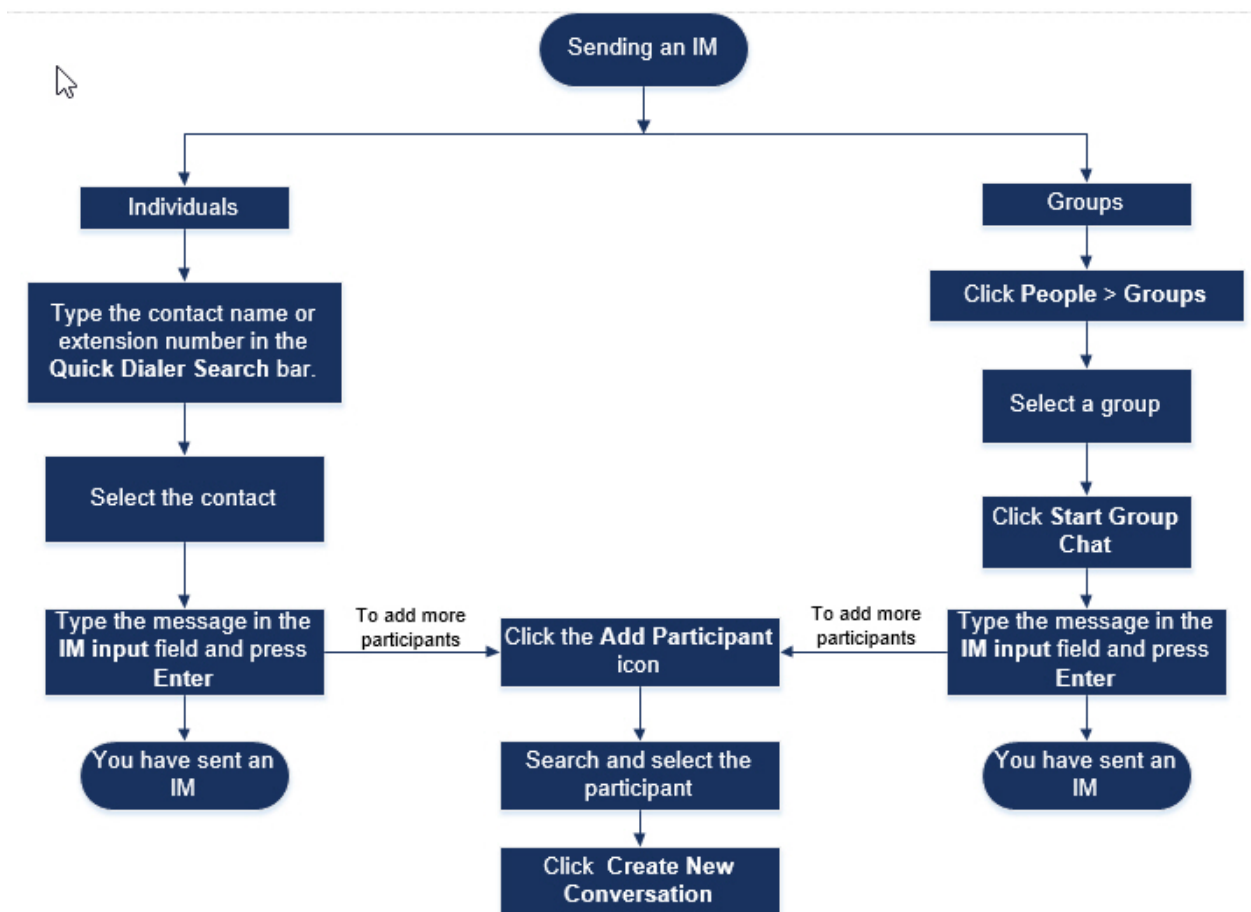 Sending an IM
Individuals
Type the contact name or
extension number in the
Quick Dialer Search bar.
Select the contact
Type the message in the
IM input field and press
Enter
You have sent an
IM
To add more
participants
Click the Add Participant
icon
Search and select the
participant
Click Create New
Conversation
Groups
Click People > Groups
Select a group
Click Start Group
Chat
Type the message in the
IM input field and press
Enter
You have sent an
IM
To add more
participants